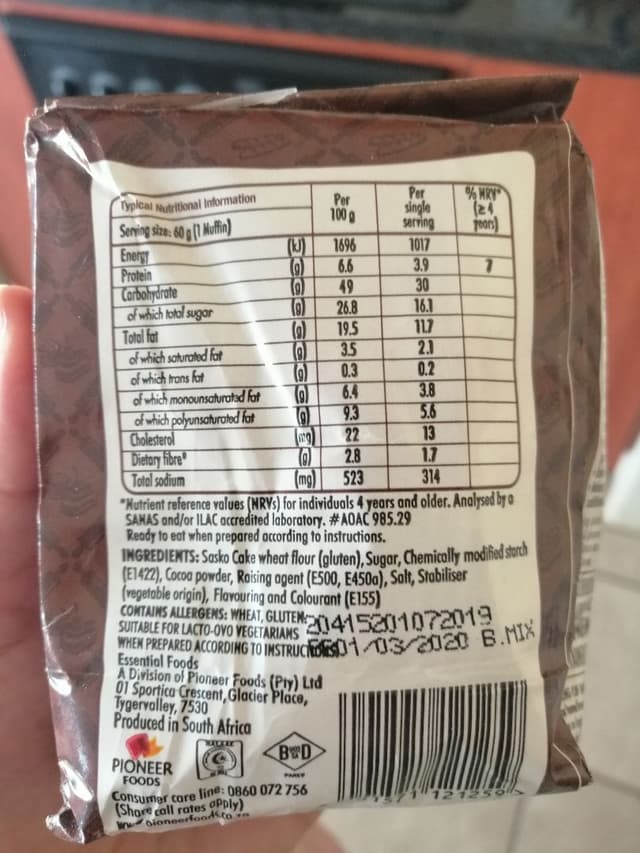 Typical Nutritional Information Per 100 g Per single serving % NRV* (≥ 4 years)
Serving size: 60 g (1 Muffin)
Energy (kJ) 1696 1017
Protein (g) 6.6 3.9 7
Carbohydrate (g) 49 30
of which total sugar (g) 26.8 16.1
Total fat (g) 19.5 11.7
of which saturated fat (g) 3.5 2.1
of which trans fat (g) 0.3 0.2
of which monounsaturated fat (g) 6.4 3.8
of which polyunsaturated fat (g) 9.3 5.6
Cholesterol (mg) 22 13
Dietary fibre# (g) 2.8 1.7
Total sodium (mg) 523 314
*Nutrient reference values (NRVs) for individuals 4 years and older. Analysed by a
SANAS and/or ILAC accredited laboratory. #AOAC 985.29
Ready to eat when prepared according to instructions.
INGREDIENTS: Sasko Cake wheat flour (gluten), Sugar, Chemically modified starch
(E1422), Cocoa powder, Raising agent (E500, E450a), Salt, Stabiliser
(vegetable origin), Flavouring and Colourant (E155)
CONTAINS ALLERGENS: WHEAT, GLUTEN
SUITABLE FOR LACTO-OVO VEGETARIANS 20415201072019
WHEN PREPARED ACCORDING TO 01/03/2020 B.MIX
Essential Foods
A Division of Pioneer Foods (Pty) Ltd
01 Sportica Crescent, Glacier Place,
Tygervalley, 7530
Produced in South Africa
PIONEER
FOODS
B D
PAREV
Consumer care line: 0860 072 756
(Share call rates apply)